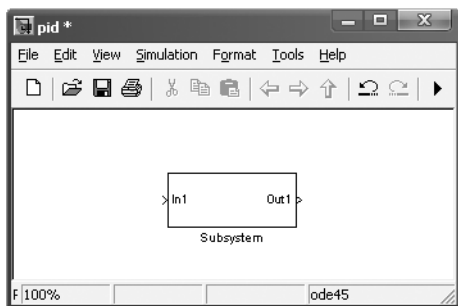 pid *
File Edit View Simulation Format Tools Help
In1 Out1
Subsystem
100% ode45